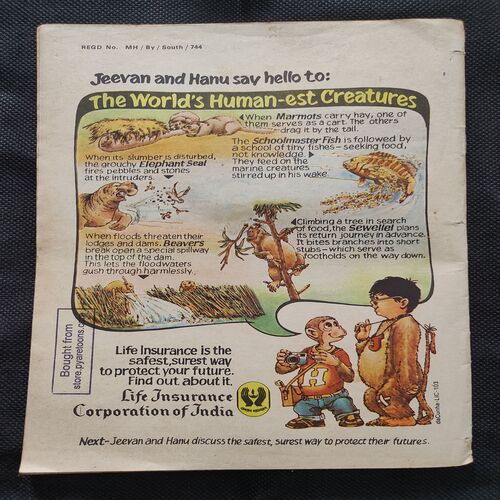 REGD No. MH / By / South / 744
Jeevan and Hanu say hello to:
The World's Human-est Creatures
When Marmots carry hay, one of
them serves as a cart. The others
drag it by the tail.
The Schoolmaster Fish is followed by
a school of tiny fishes - seeking food,
not knowledge.
They feed on the
marine creatures
stirred up in his wake.
When its slumber is disturbed,
the grouchy Elephant Seal
fires pebbles and stones
at the intruders.
Climbing a tree in search
of food, the Sewellel plans
its return journey in advance.
It bites branches into short
stubs - which serve as
footholds on the way down.
When floods threaten their
lodges and dams, Beavers
break open a special spillway
in the top of the dam.
This lets the floodwaters
gush through harmlessly.
Bought from
store.pyaretoons.c
Life Insurance is the
safest, surest way
to protect your future.
Find out about it.
Life Insurance
Corporation of India
H
daCunha-LIC-103
Next - Jeevan and Hanu discuss the safest, surest way to protect their futures.